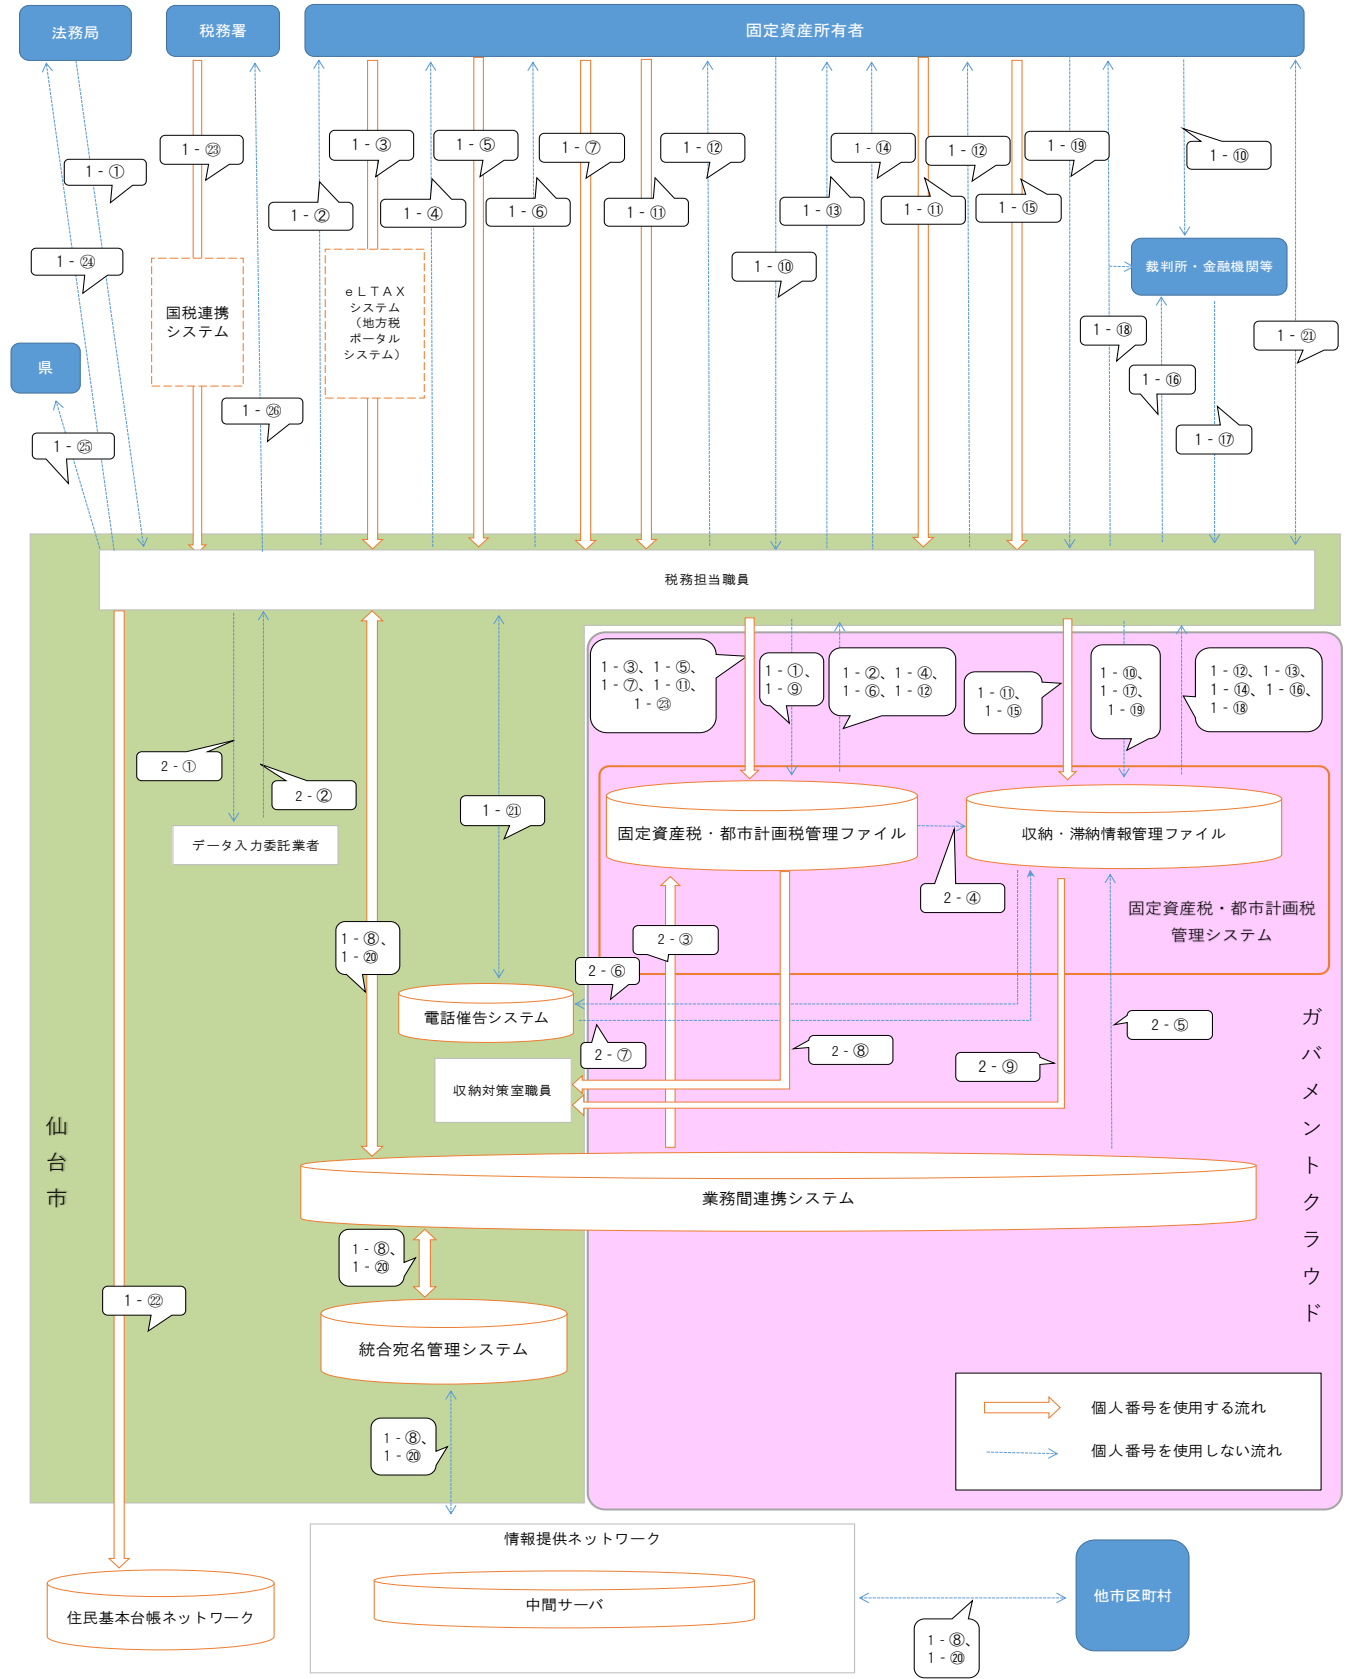 法務局
税務署
固定資産所有者
1 - ①
1 - ㉓
1 - ②
1 - ③
1 - ④
1 - ⑤
1 - ⑥
1 - ⑦
1 - ⑪
1 - ⑫
1 - ⑩
1 - ⑬
1 - ⑭
1 - ⑪
1 - ⑫
1 - ⑮
1 - ⑲
1 - ⑩
1 - ㉔
国税連携
システム
eLTAX
システム
(地方税
ポータル
システム)
裁判所・金融機関等
1 - ⑱
1 - ⑯
1 - ⑰
1 - ㉑
県
1 - ㉕
1 - ㉖
税務担当職員
1 - ③、1 - ⑤、
1 - ⑦、1 - ⑪、
1 - ㉓
1 - ①、
1 - ⑨
1 - ②、1 - ④、
1 - ⑥、1 - ⑫
1 - ⑪、
1 - ⑮
1 - ⑩、
1 - ⑰、
1 - ⑲
1 - ⑫、1 - ⑬、
1 - ⑭、1 - ⑯、
1 - ⑱
2 - ①
2 - ②
データ入力委託業者
1 - ㉑
固定資産税・都市計画税管理ファイル
収納・滞納情報管理ファイル
2 - ④
固定資産税・都市計画税
管理システム
1 - ⑧、
1 - ⑳
2 - ③
2 - ⑥
電話催告システム
2 - ⑦
2 - ⑧
2 - ⑨
2 - ⑤
収納対策室職員
仙台市
ガバメントクラウド
業務間連携システム
1 - ⑧、
1 - ⑳
1 - ㉒
統合宛名管理システム
1 - ⑧、
1 - ⑳
個人番号を使用する流れ
個人番号を使用しない流れ
情報提供ネットワーク
中間サーバ
住民基本台帳ネットワーク
他市区町村
1 - ⑧、
1 - ⑳